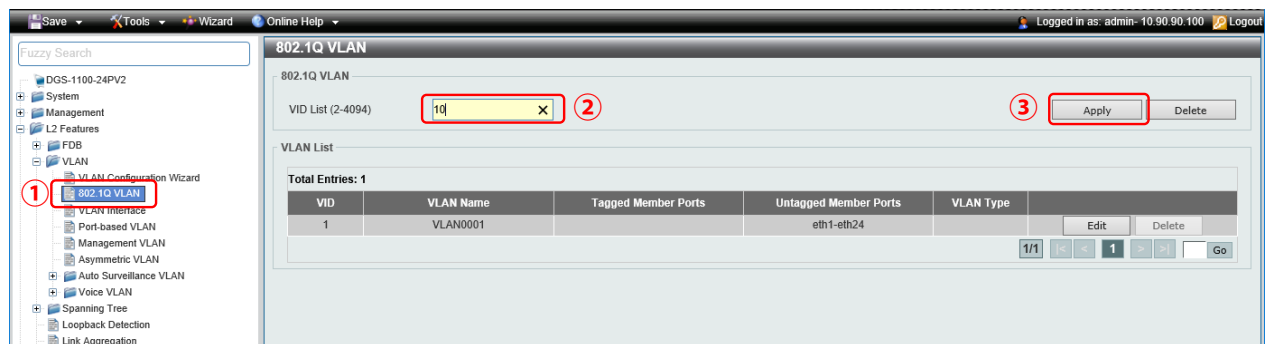 Save Tools Wizard Online Help Logged in as: admin- 10.90.90.100 Logout
Fuzzy Search
DGS-1100-24PV2
System
Management
L2 Features
FDB
VLAN
VLAN Configuration Wizard
① 802.1Q VLAN
VLAN Interface
Port-based VLAN
Management VLAN
Asymmetric VLAN
Auto Surveillance VLAN
Voice VLAN
Spanning Tree
Loopback Detection
Link Aggregation
802.1Q VLAN
802.1Q VLAN
VID List (2-4094) 10 ② ③ Apply Delete
VLAN List
Total Entries: 1
VID VLAN Name Tagged Member Ports Untagged Member Ports VLAN Type
1 VLAN0001 eth1-eth24 Edit Delete
1/1 |< < 1 > >| Go